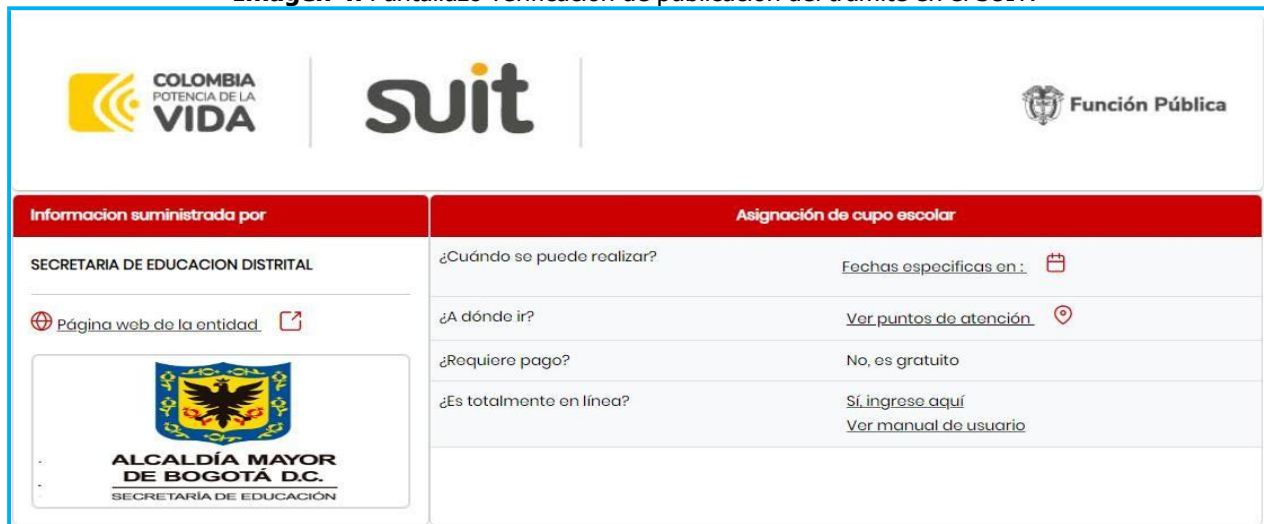 COLOMBIA
POTENCIA DE LA
VIDA
suit
Función Pública
Informacion suministrada por
Asignación de cupo escolar
SECRETARIA DE EDUCACION DISTRITAL
Página web de la entidad
ALCALDÍA MAYOR
DE BOGOTÁ D.C.
SECRETARÍA DE EDUCACIÓN
¿Cuándo se puede realizar?
Fechas especificas en :
¿A dónde ir?
Ver puntos de atención
¿Requiere pago?
No, es gratuito
¿Es totalmente en línea?
Sí, ingrese aquí
Ver manual de usuario